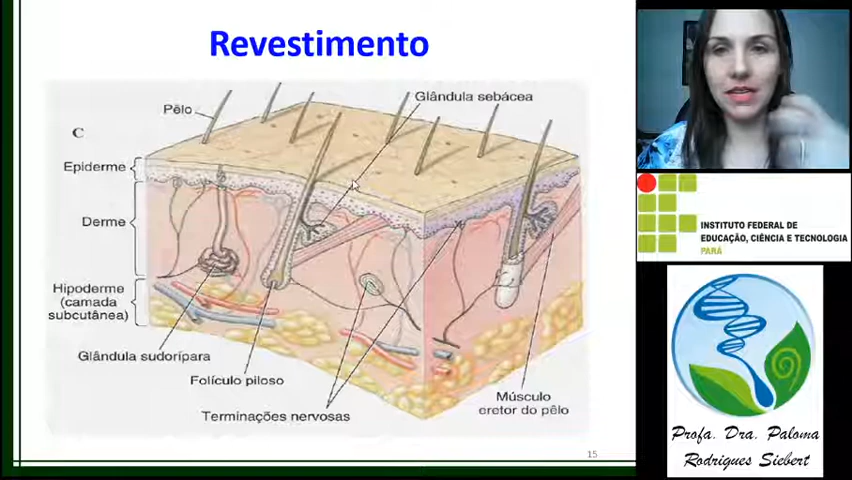 Revestimento
Glândula sebácea
Pêlo
C
Epiderme
Derme
Hipoderme
(camada
subcutânea)
Glândula sudorípara
Folículo piloso
Terminações nervosas
Músculo
eretor do pêlo
15
INSTITUTO FEDERAL DE
EDUCAÇÃO, CIÊNCIA E TECNOLOGIA
PARÁ
Profa. Dra. Paloma
Rodrigues Siebert